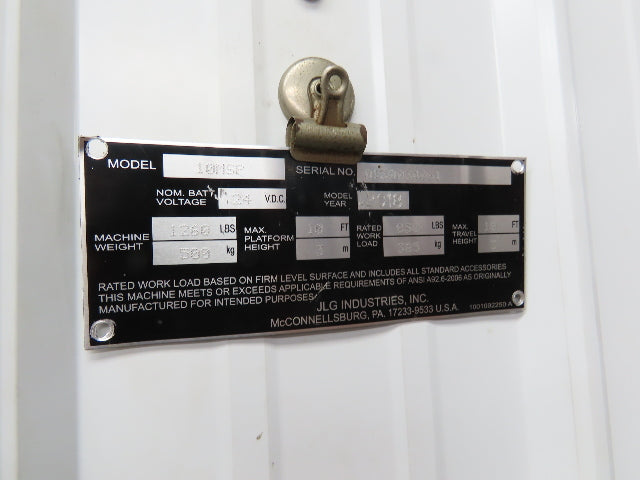 MODEL 10MSP SERIAL NO.
NOM. BATT. VOLTAGE 24 V.D.C. MODEL YEAR 2018
MACHINE WEIGHT 1260 LBS kg MAX. PLATFORM HEIGHT 10 FT 3 m RATED WORK LOAD LBS kg MAX. TRAVEL HEIGHT FT m
RATED WORK LOAD BASED ON FIRM LEVEL SURFACE AND INCLUDES ALL STANDARD ACCESSORIES
THIS MACHINE MEETS OR EXCEEDS APPLICABLE REQUIREMENTS OF ANSI A92.6-2006 AS ORIGINALLY
MANUFACTURED FOR INTENDED PURPOSES.
JLG INDUSTRIES, INC.
McCONNELLSBURG, PA. 17233-9533 U.S.A. 1001092250 A